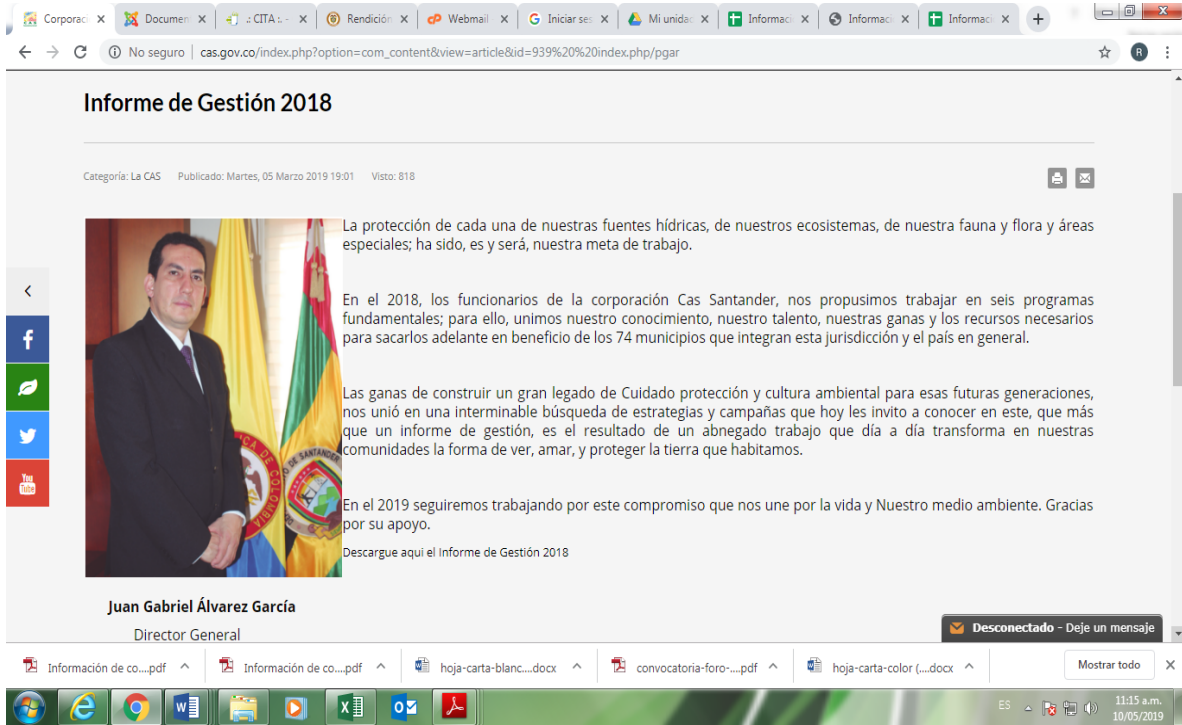 Corporaci
Documen
.: CITA :. -
Rendición
Webmail
Iniciar ses
Mi unidad
Informaci
Informaci
Informaci
No seguro | cas.gov.co/index.php?option=com_content&view=article&id=939%20%20index.php/pgar
R
Informe de Gestión 2018
Categoría: La CAS Publicado: Martes, 05 Marzo 2019 19:01 Visto: 818
La protección de cada una de nuestras fuentes hídricas, de nuestros ecosistemas, de nuestra fauna y flora y áreas
especiales; ha sido, es y será, nuestra meta de trabajo.
En el 2018, los funcionarios de la corporación Cas Santander, nos propusimos trabajar en seis programas
fundamentales; para ello, unimos nuestro conocimiento, nuestro talento, nuestras ganas y los recursos necesarios
para sacarlos adelante en beneficio de los 74 municipios que integran esta jurisdicción y el país en general.
Las ganas de construir un gran legado de Cuidado protección y cultura ambiental para esas futuras generaciones,
nos unió en una interminable búsqueda de estrategias y campañas que hoy les invito a conocer en este, que más
que un informe de gestión, es el resultado de un abnegado trabajo que día a día transforma en nuestras
comunidades la forma de ver, amar, y proteger la tierra que habitamos.
En el 2019 seguiremos trabajando por este compromiso que nos une por la vida y Nuestro medio ambiente. Gracias
por su apoyo.
Descargue aqui el Informe de Gestión 2018
You
Tube
DE SANTANDER
COLOMBIA
Juan Gabriel Álvarez García
Director General
Desconectado - Deje un mensaje
Información de co....pdf
Información de co....pdf
hoja-carta-blanc....docx
convocatoria-foro-....pdf
hoja-carta-color (....docx
Mostrar todo
ES
11:15 a.m.
10/05/2019